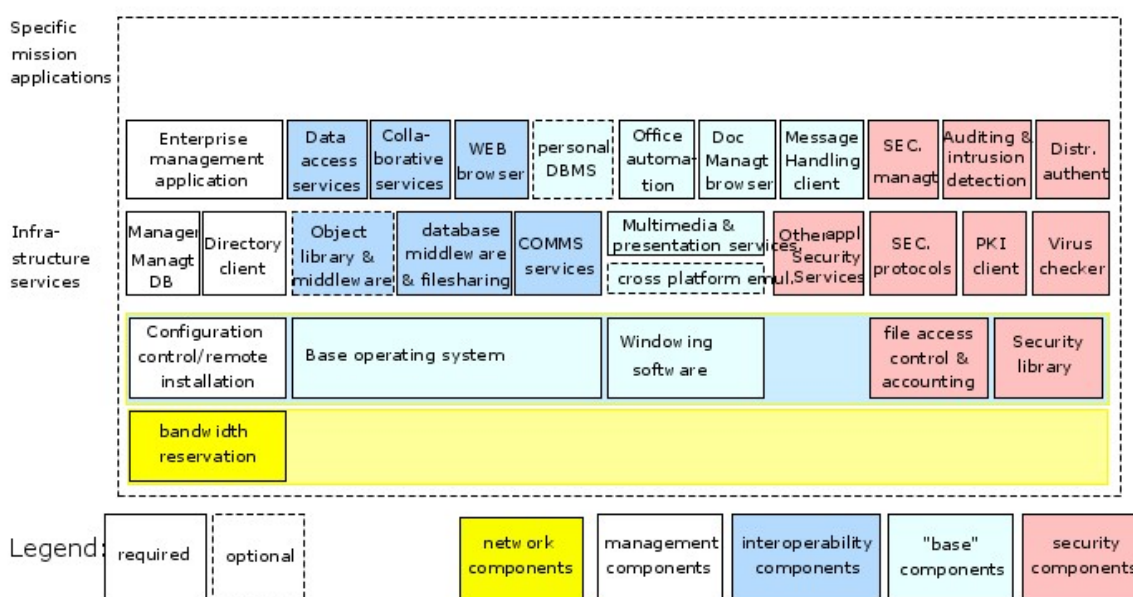 Specific
mission
applications
Enterprise
management
application
Data
access
services
Colla-
borative
services
WEB
browser
personal
DBMS
Office
automa-
tion
Doc
Managt
browser
Message
Handling
client
SEC.
managt
Auditing &
intrusion
detection
Distr.
authent
Infra-
structure
services
Manager
Managt
DB
Directory
client
Object
library &
middleware
database
middleware
& filesharing
COMMS
services
Multimedia &
presentation services,
cross platform emul.
Other appl
Security
Services
SEC.
protocols
PKI
client
Virus
checker
Configuration
control/remote
installation
Base operating system
Windowing
software
file access
control &
accounting
Security
library
bandwidth
reservation
Legend:
required
optional
network
components
management
components
interoperability
components
"base"
components
security
components